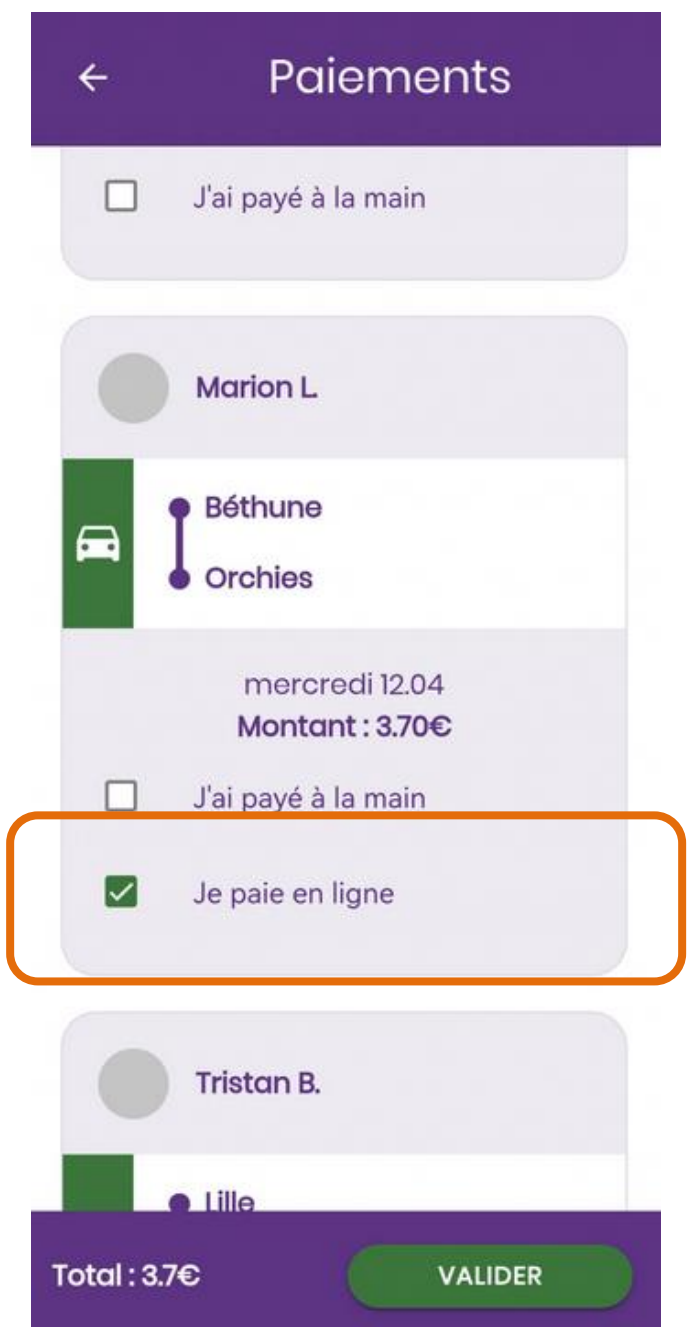 Paiements
J'ai payé à la main
Marion L.
Béthune
Orchies
mercredi 12.04
Montant : 3.70€
J'ai payé à la main
Je paie en ligne
Tristan B.
Lille
Total : 3.7€
VALIDER